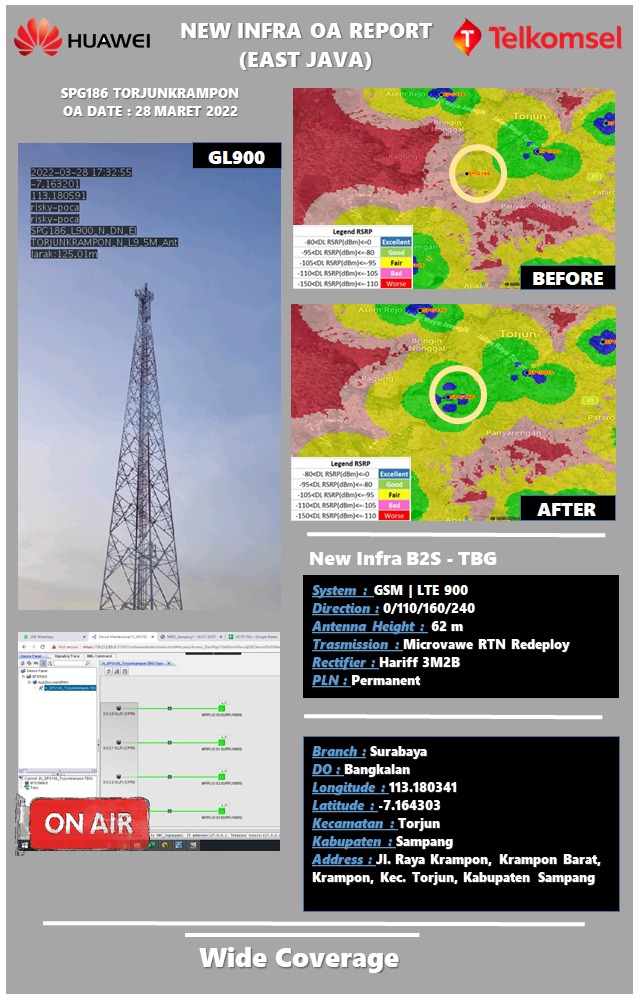 HUAWEI
NEW INFRA OA REPORT
(EAST JAVA)
Telkomsel
SPG186 TORJUNKRAMPON
OA DATE : 28 MARET 2022
GL900
2022-03-28 17:32:55
-7.163201
113.180591
risky-poca
risky-poca
SPG186_L900_N_DN_EJ
TORJUNKRAMPON_N_L9_5M_Ant
Jarak:125.01m
Asem Rejo
Torjun
Bringin
Nonggal
Ragung
SPG186
Legend RSRP
-80<DL RSRP(dBm)<=0 Excellent
-95<DL RSRP(dBm)<=-80 Good
-105<DL RSRP(dBm)<=-95 Fair
-110<DL RSRP(dBm)<=-105 Bad
-150<DL RSRP(dBm)<=-110 Worse
BEFORE
Asem Rejo
Torjun
Bringin
Nonggal
Ragung
SPG186
Panyarengan
Legend RSRP
-80<DL RSRP(dBm)<=0 Excellent
-95<DL RSRP(dBm)<=-80 Good
-105<DL RSRP(dBm)<=-95 Fair
-110<DL RSRP(dBm)<=-105 Bad
-150<DL RSRP(dBm)<=-110 Worse
AFTER
New Infra B2S - TBG
System : GSM | LTE 900
Direction : 0/110/160/240
Antenna Height : 62 m
Trasmission : Microvawe RTN Redeploy
Rectifier : Hariff 3M2B
PLN : Permanent
ON AIR
Branch : Surabaya
DO : Bangkalan
Longitude : 113.180341
Latitude : -7.164303
Kecamatan : Torjun
Kabupaten : Sampang
Address : Jl. Raya Krampon, Krampon Barat,
Krampon, Kec. Torjun, Kabupaten Sampang
Wide Coverage